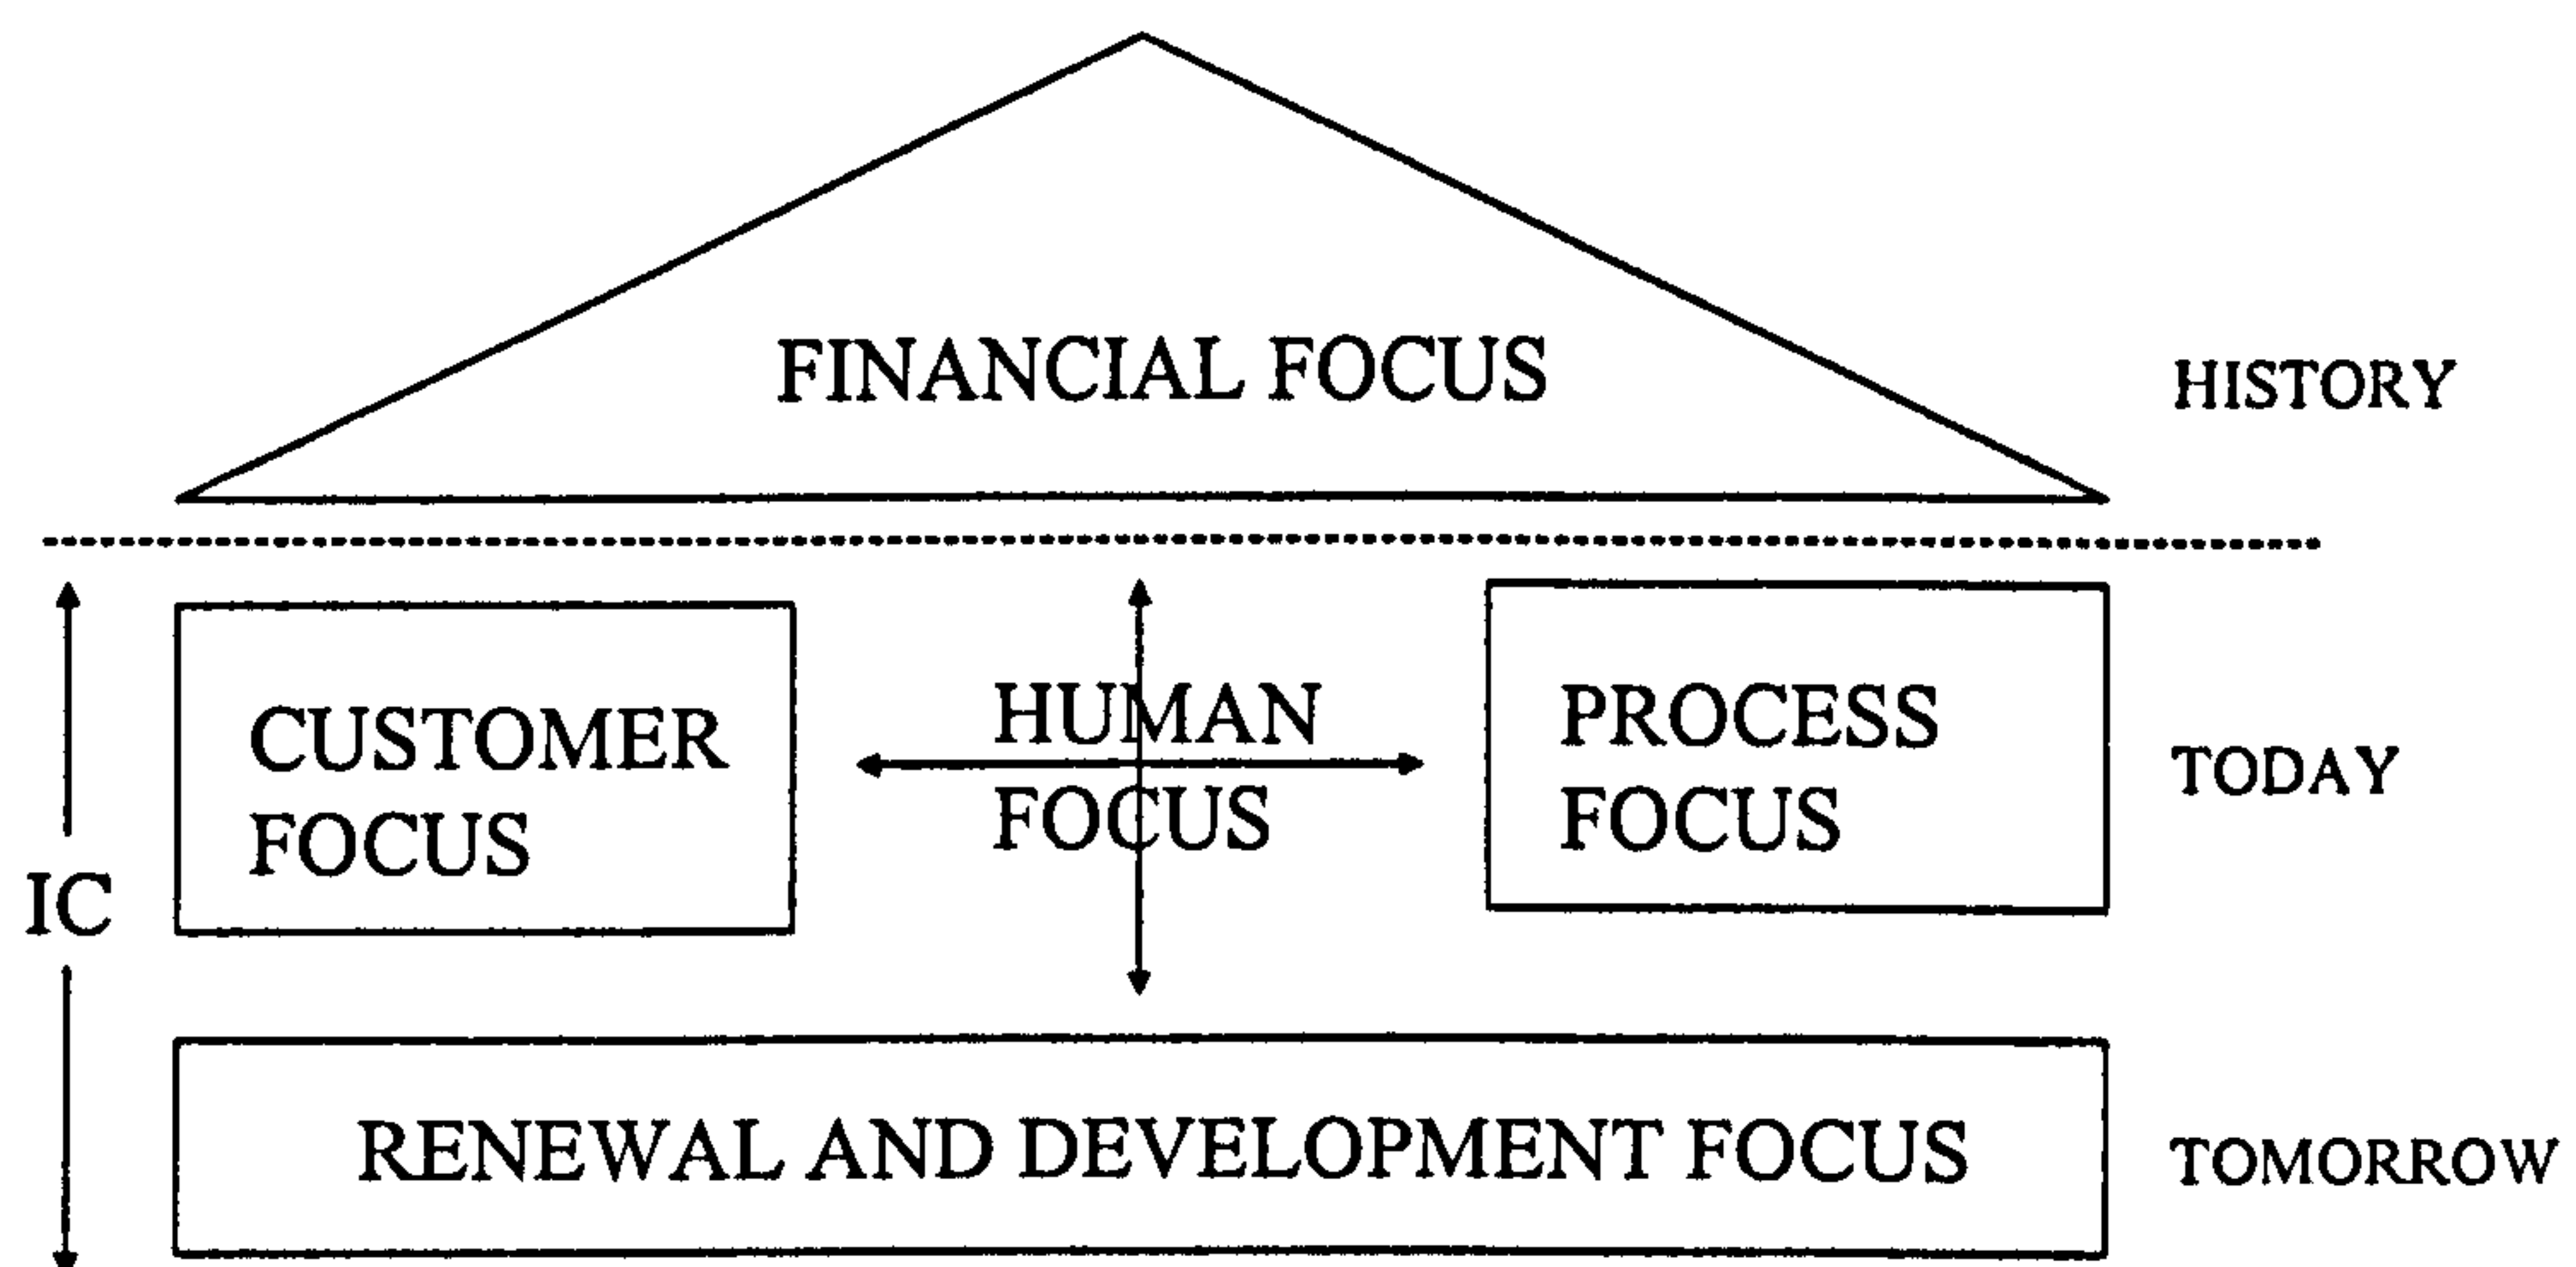 FINANCIAL FOCUS
HISTORY
CUSTOMER
FOCUS
HUMAN
FOCUS
PROCESS
FOCUS
TODAY
IC
RENEWAL AND DEVELOPMENT FOCUS
TOMORROW